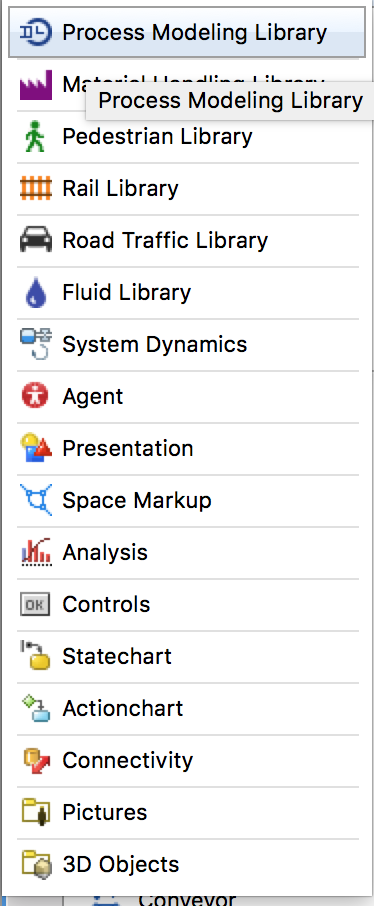 Process Modeling Library
Material Handling Library
Process Modeling Library
Pedestrian Library
Rail Library
Road Traffic Library
Fluid Library
System Dynamics
Agent
Presentation
Space Markup
Analysis
OK
Controls
Statechart
Actionchart
Connectivity
Pictures
3D Objects
Conveyor